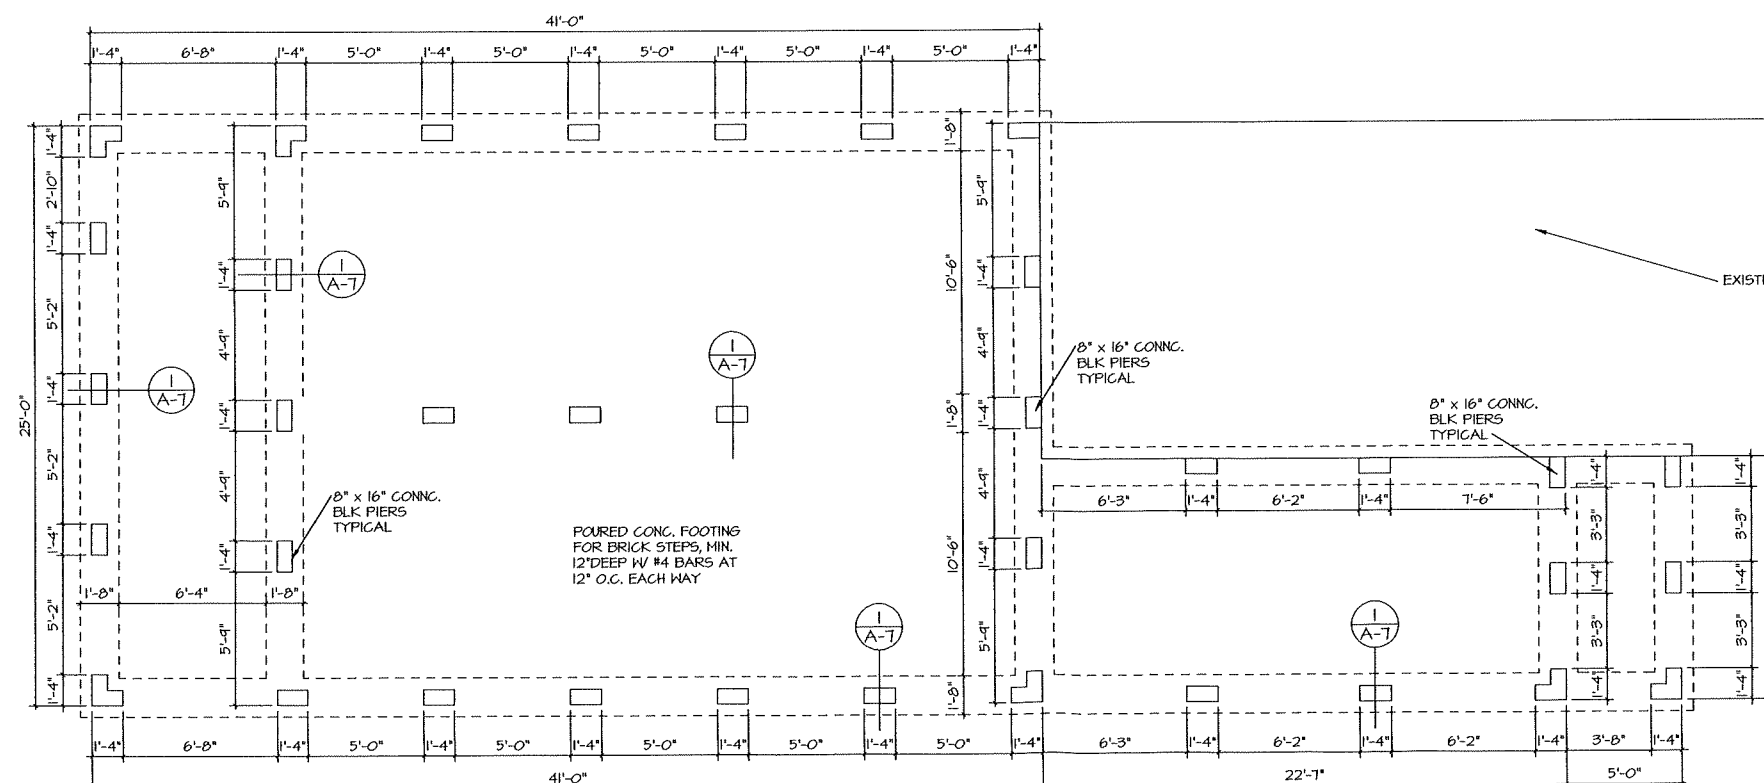 41'-0"
1'-4" 6'-8" 1'-4" 5'-0" 1'-4" 5'-0" 1'-4" 5'-0" 1'-4" 5'-0" 1'-4" 5'-0" 1'-4"
25'-0"
1'-4"
2'-10"
1'-4"
5'-2"
1'-4"
5'-2"
1'-4"
5'-2"
1'-4"
5'-9"
1'-4"
4'-9"
1'-4"
4'-9"
1'-4"
5'-9"
1'-8" 6'-4" 1'-8"
1
A-7
1
A-7
1
A-7
1'-8"
10'-6"
1'-8"
10'-6"
1'-8"
5'-9"
1'-4"
4'-9"
1'-4"
4'-9"
1'-4"
5'-9"
EXISTI
8" x 16" CONNC.
BLK PIERS
TYPICAL
8" x 16" CONNC.
BLK PIERS
TYPICAL
8" x 16" CONNC.
BLK PIERS
TYPICAL
POURED CONC. FOOTING
FOR BRICK STEPS, MIN.
12"DEEP W/ #4 BARS AT
12" O.C. EACH WAY
6'-3" 1'-4" 6'-2" 1'-4" 7'-6"
1'-4"
3'-3"
1'-4"
3'-3"
1'-4"
1'-4"
3'-3"
1'-4"
3'-3"
1'-4"
1
A-7
1
A-7
1'-4" 6'-8" 1'-4" 5'-0" 1'-4" 5'-0" 1'-4" 5'-0" 1'-4" 5'-0" 1'-4" 5'-0" 1'-4" 6'-3" 1'-4" 6'-2" 1'-4" 6'-2" 1'-4" 3'-8" 1'-4"
41'-0" 22'-7" 5'-0"